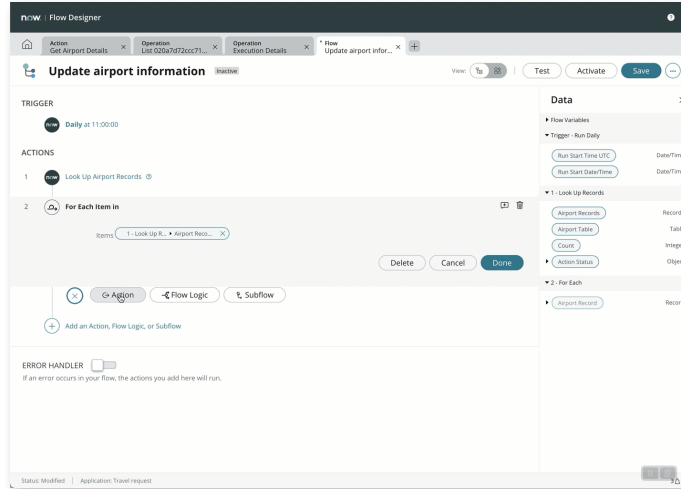 now | Flow Designer
Action
Get Airport Details
Operation
List 020a7d72ccc71...
Operation
Execution Details
* Flow
Update airport infor...
Update airport information Inactive
View:
Test Activate Save
TRIGGER
now Daily at 11:00:00
ACTIONS
1 now Look Up Airport Records
2 For Each Item in
Items 1 - Look Up R... ▸ Airport Reco...
Delete Cancel Done
Action Flow Logic Subflow
Add an Action, Flow Logic, or Subflow
ERROR HANDLER
If an error occurs in your flow, the actions you add here will run.
Data
Flow Variables
Trigger - Run Daily
Run Start Time UTC Date/Tim
Run Start Date/Time Date/Tim
1 - Look Up Records
Airport Records Record
Airport Table Tabl
Count Intege
Action Status Obje
2 - For Each
Airport Record Recor
Status: Modified | Application: Travel request